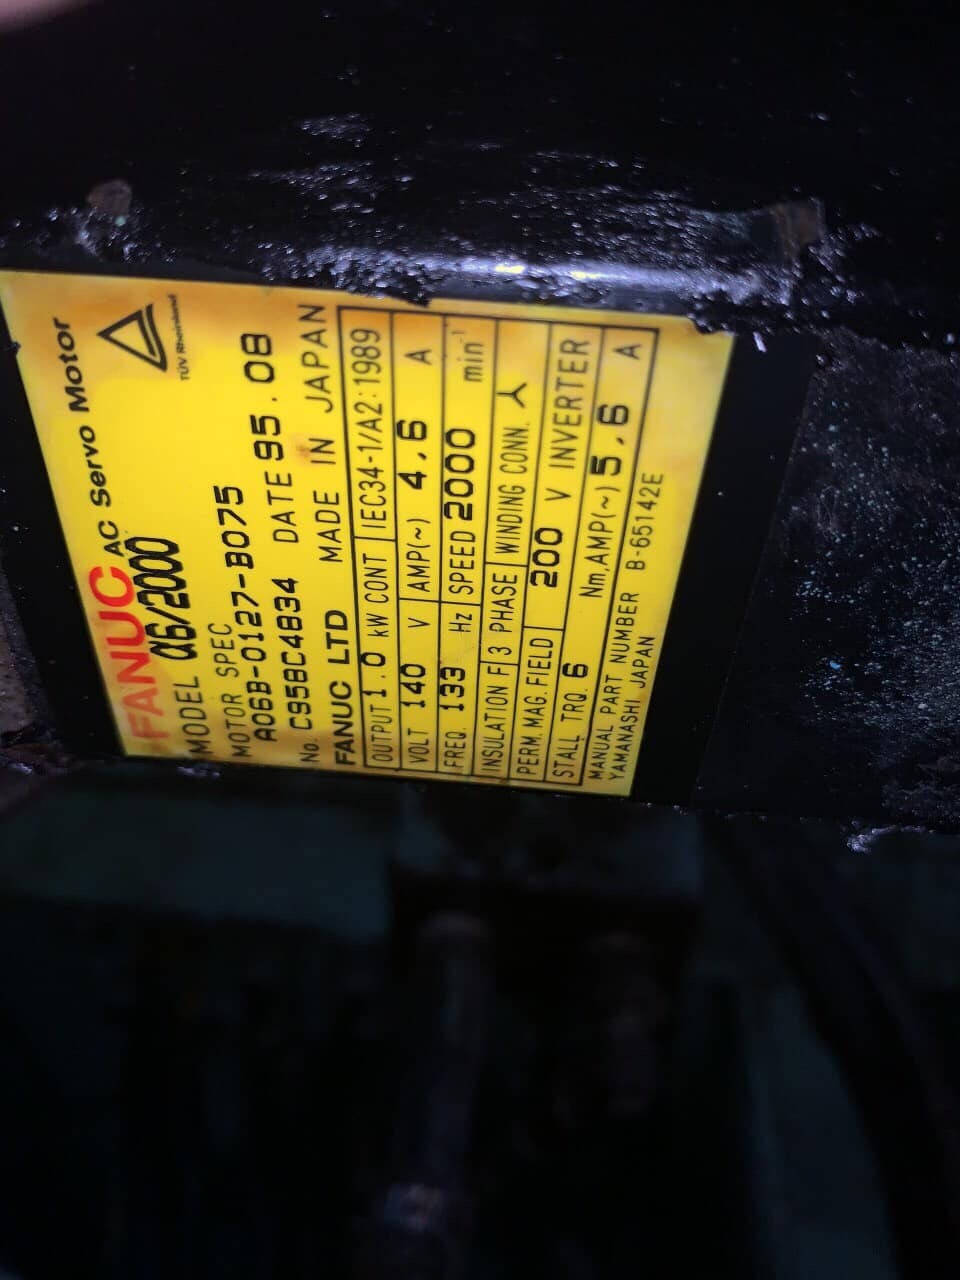 FANUC AC Servo Motor
TÜV Rheinland
MODEL α6/2000
MOTOR SPEC
A06B-0127-B075
No. C958C4834 DATE 95.08
FANUC LTD MADE IN JAPAN
OUTPUT 1.0 kW CONT IEC34-1/A2:1989
VOLT 140 V AMP(~) 4.6 A
FREQ. 133 Hz SPEED 2000 min⁻¹
INSULATION F 3 PHASE WINDING CONN. Y
PERM.MAG.FIELD 200 V INVERTER
STALL TRQ. 6 Nm,AMP(~) 5.6 A
MANUAL PART NUMBER B-65142E
YAMANASHI JAPAN